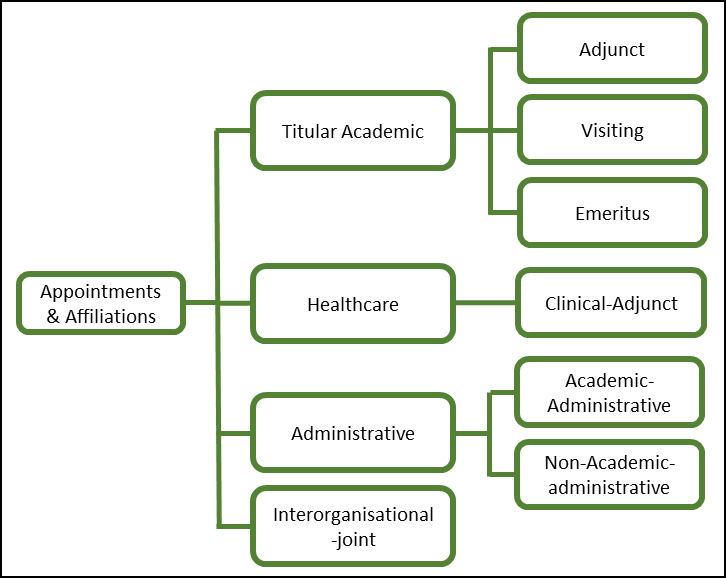 Appointments
& Affiliations
Titular Academic
Adjunct
Visiting
Emeritus
Healthcare
Clinical-Adjunct
Administrative
Academic-
Administrative
Non-Academic-
administrative
Interorganisational
-joint